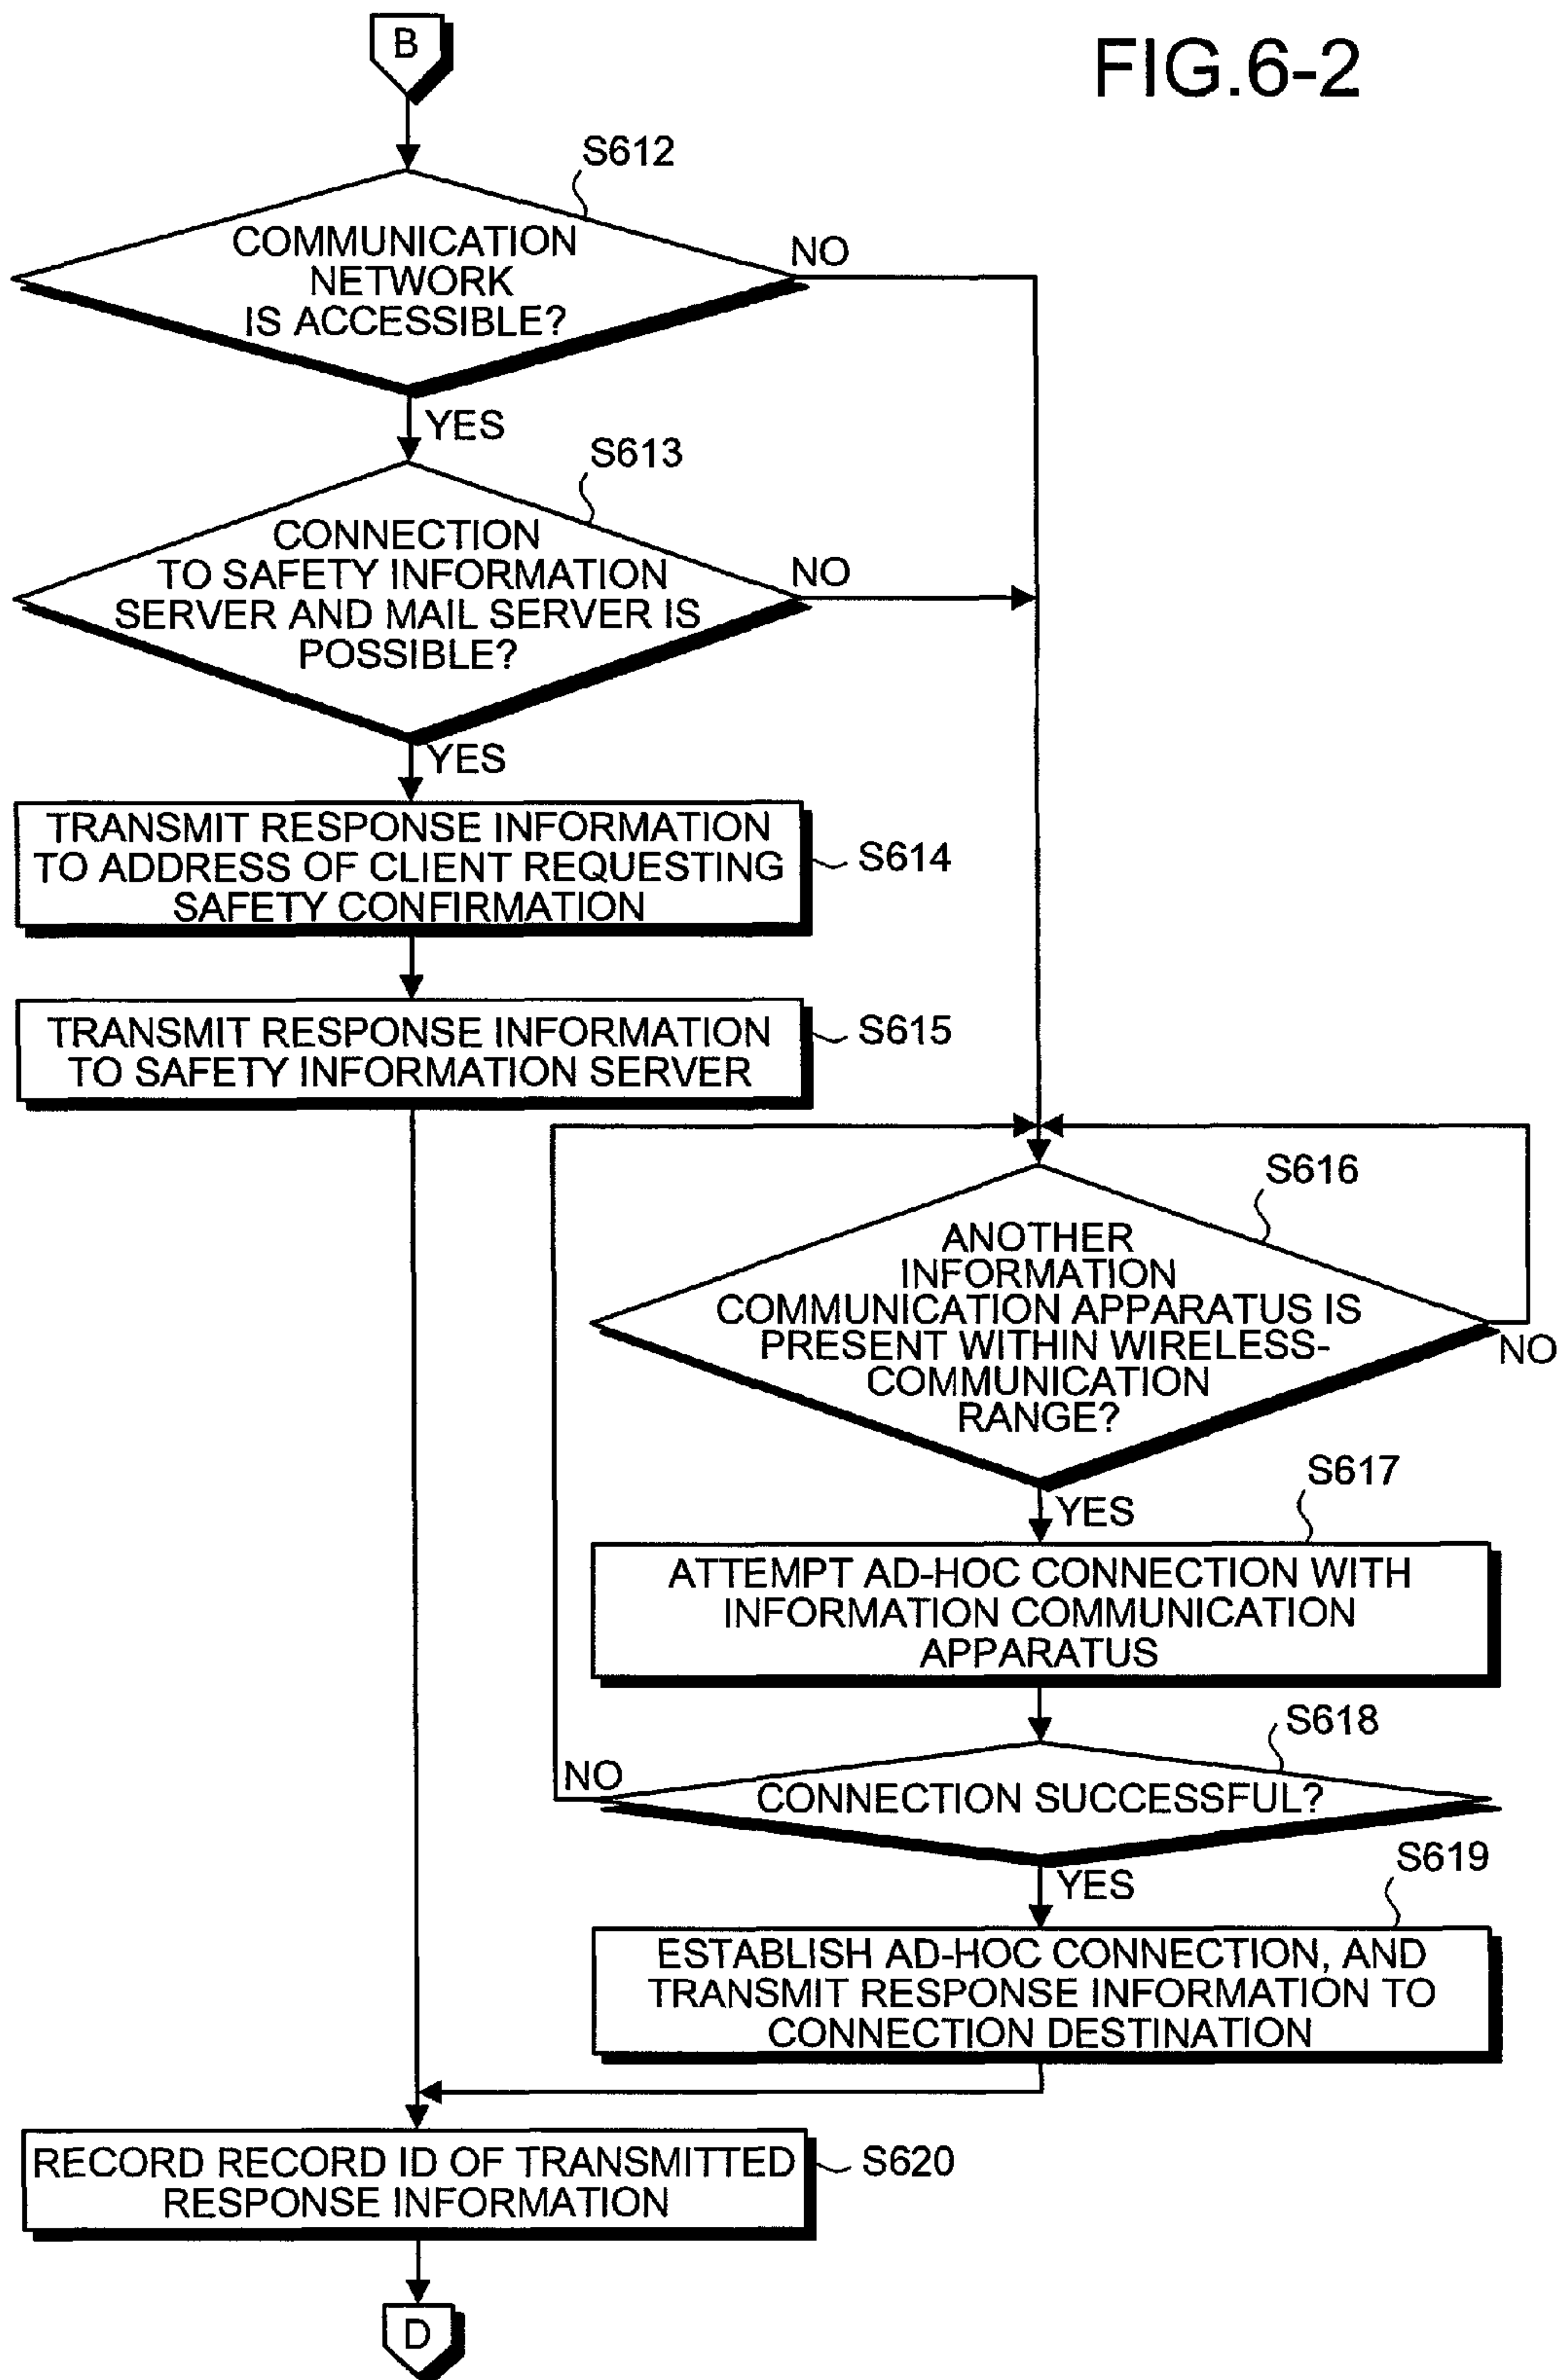 FIG.6-2
B
S612
COMMUNICATION
NETWORK
IS ACCESSIBLE?
NO
YES
S613
CONNECTION
TO SAFETY INFORMATION
SERVER AND MAIL SERVER IS
POSSIBLE?
NO
YES
TRANSMIT RESPONSE INFORMATION
TO ADDRESS OF CLIENT REQUESTING
SAFETY CONFIRMATION
S614
TRANSMIT RESPONSE INFORMATION
TO SAFETY INFORMATION SERVER
S615
S616
ANOTHER
INFORMATION
COMMUNICATION APPARATUS IS
PRESENT WITHIN WIRELESS-
COMMUNICATION
RANGE?
NO
YES
S617
ATTEMPT AD-HOC CONNECTION WITH
INFORMATION COMMUNICATION
APPARATUS
S618
NO
CONNECTION SUCCESSFUL?
YES
S619
ESTABLISH AD-HOC CONNECTION, AND
TRANSMIT RESPONSE INFORMATION TO
CONNECTION DESTINATION
RECORD RECORD ID OF TRANSMITTED
RESPONSE INFORMATION
S620
D